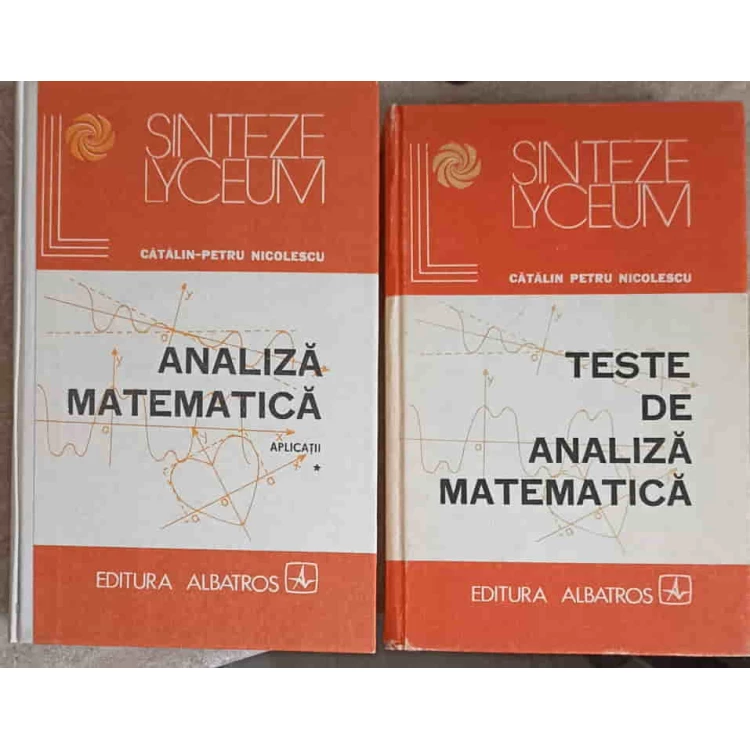 SINTEZE
LYCEUM
CĂTĂLIN-PETRU NICOLESCU
ANALIZĂ
MATEMATICĂ
APLICAȚII
*
y
o
y
x
y
a
a
a
x
EDITURA ALBATROS
SINTEZE
LYCEUM
CĂTĂLIN PETRU NICOLESCU
TESTE
DE
ANALIZĂ
MATEMATICĂ
y
o
y
a
EDITURA ALBATROS